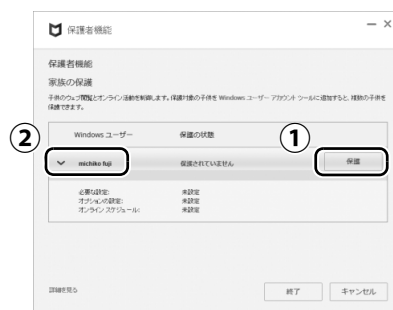 保護者機能
保護者機能
家族の保護
子供のウェブ閲覧とオンライン活動を制御します。保護対象の子供を Windows ユーザー アカウント ツールに追加すると、複数の子供を
保護できます。
② Windows ユーザー 保護の状態 ①
michiko fuji 保護されていません 保護
必要な設定: 未設定
オプションの設定: 未設定
オンライン スケジュール: 未設定
詳細を見る 終了 キャンセル